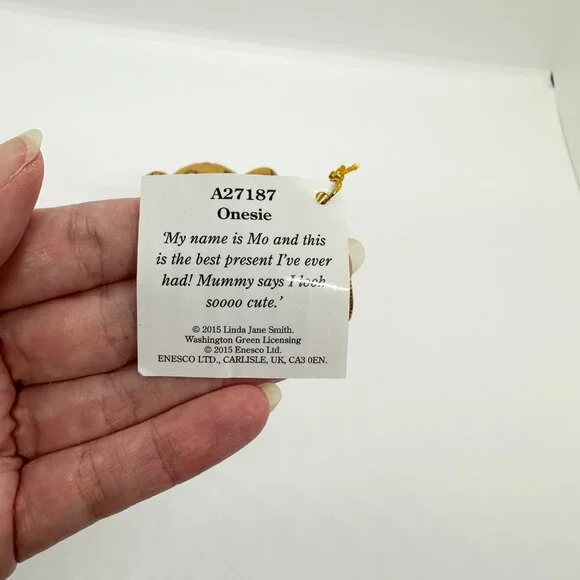 A27187
Onesie
'My name is Mo and this
is the best present I've ever
had! Mummy says I look
soooo cute.'
© 2015 Linda Jane Smith.
Washington Green Licensing
© 2015 Enesco Ltd.
ENESCO LTD., CARLISLE, UK, CA3 0EN.